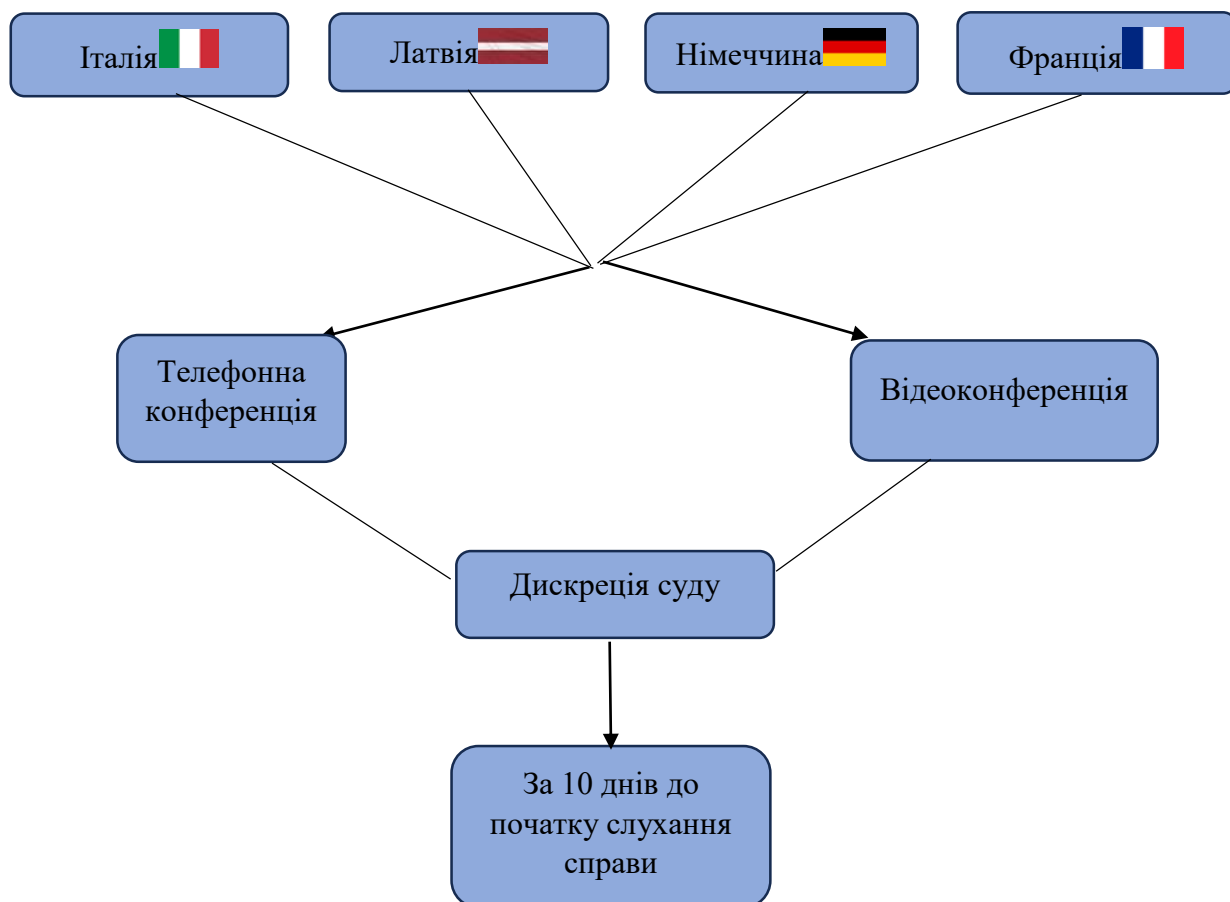 Італія
Латвія
Німеччина
Франція
Телефонна
конференція
Відеоконференція
Дискреція суду
За 10 днів до
початку слухання
справи